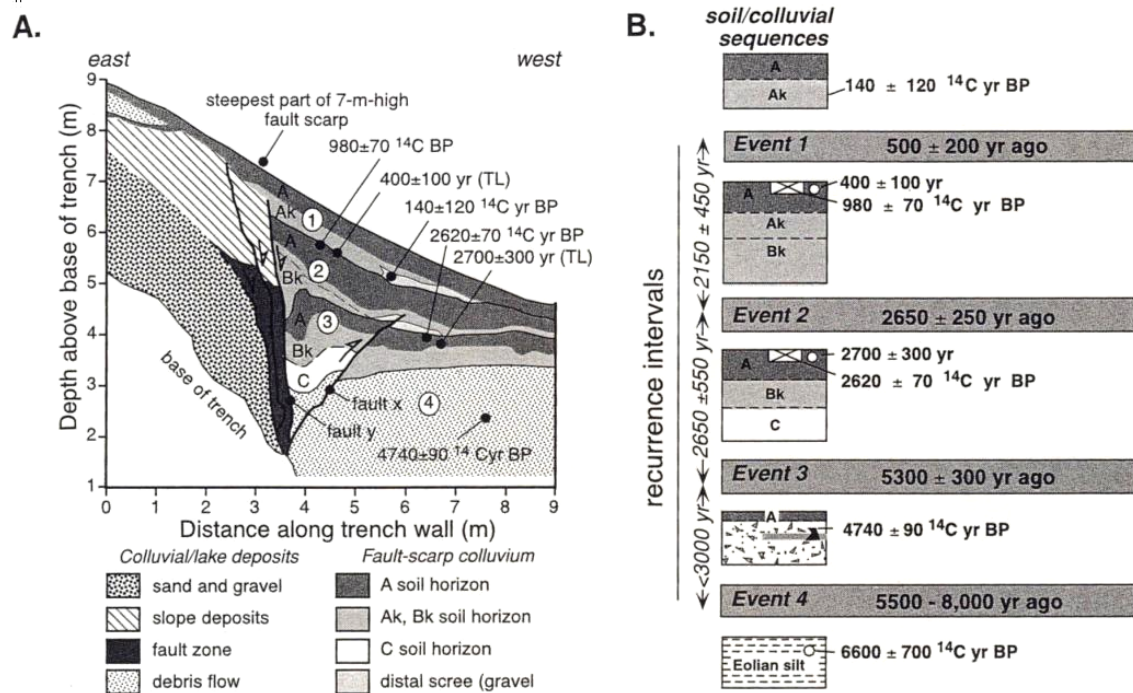 A.
east
west
9
8
7
6
5
4
3
2
1
Depth above base of trench (m)
steepest part of 7-m-high
fault scarp
980±70 ¹⁴C BP
400±100 yr (TL)
140±120 ¹⁴C yr BP
2620±70 ¹⁴C yr BP
2700±300 yr (TL)
A
Ak
1
A
2
Bk
A
3
Bk
C
4
fault x
fault y
base of trench
4740±90 ¹⁴ Cyr BP
0 1 2 3 4 5 6 7 8 9
Distance along trench wall (m)
Colluvial/lake deposits
sand and gravel
slope deposits
fault zone
debris flow
Fault-scarp colluvium
A soil horizon
Ak, Bk soil horizon
C soil horizon
distal scree (gravel
B.
soil/colluvial
sequences
A
Ak
140 ± 120 ¹⁴C yr BP
Event 1 500 ± 200 yr ago
A
400 ± 100 yr
980 ± 70 ¹⁴C yr BP
Ak
Bk
Event 2 2650 ± 250 yr ago
A
2700 ± 300 yr
2620 ± 70 ¹⁴C yr BP
Bk
C
Event 3 5300 ± 300 yr ago
A
4740 ± 90 ¹⁴C yr BP
Event 4 5500 - 8,000 yr ago
Eolian silt
6600 ± 700 ¹⁴C yr BP
recurrence intervals
2150 ± 450 yr
2650 ±550 yr
<3000 yr